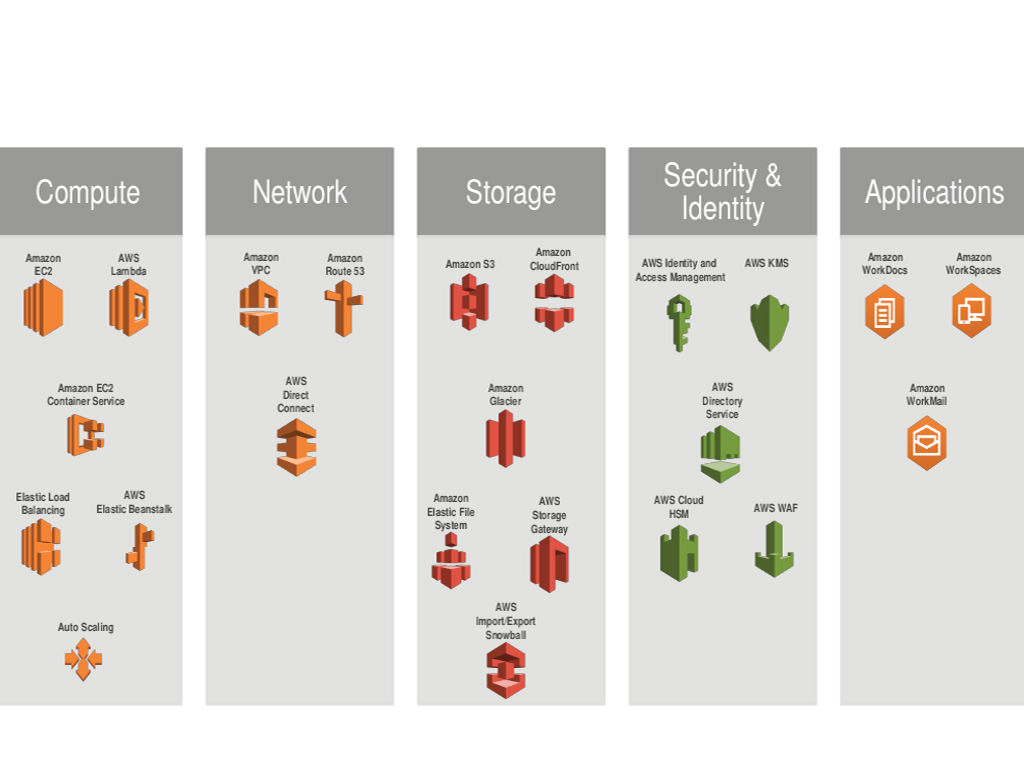 Compute
Amazon
EC2
AWS
Lambda
Amazon EC2
Container Service
Elastic Load
Balancing
AWS
Elastic Beanstalk
Auto Scaling
Network
Amazon
VPC
Amazon
Route 53
AWS
Direct
Connect
Storage
Amazon S3
Amazon
CloudFront
Amazon
Glacier
Amazon
Elastic File
System
AWS
Storage
Gateway
AWS
Import/Export
Snowball
Security &
Identity
AWS Identity and
Access Management
AWS KMS
AWS
Directory
Service
AWS Cloud
HSM
AWS WAF
Applications
Amazon
WorkDocs
Amazon
WorkSpaces
Amazon
WorkMail